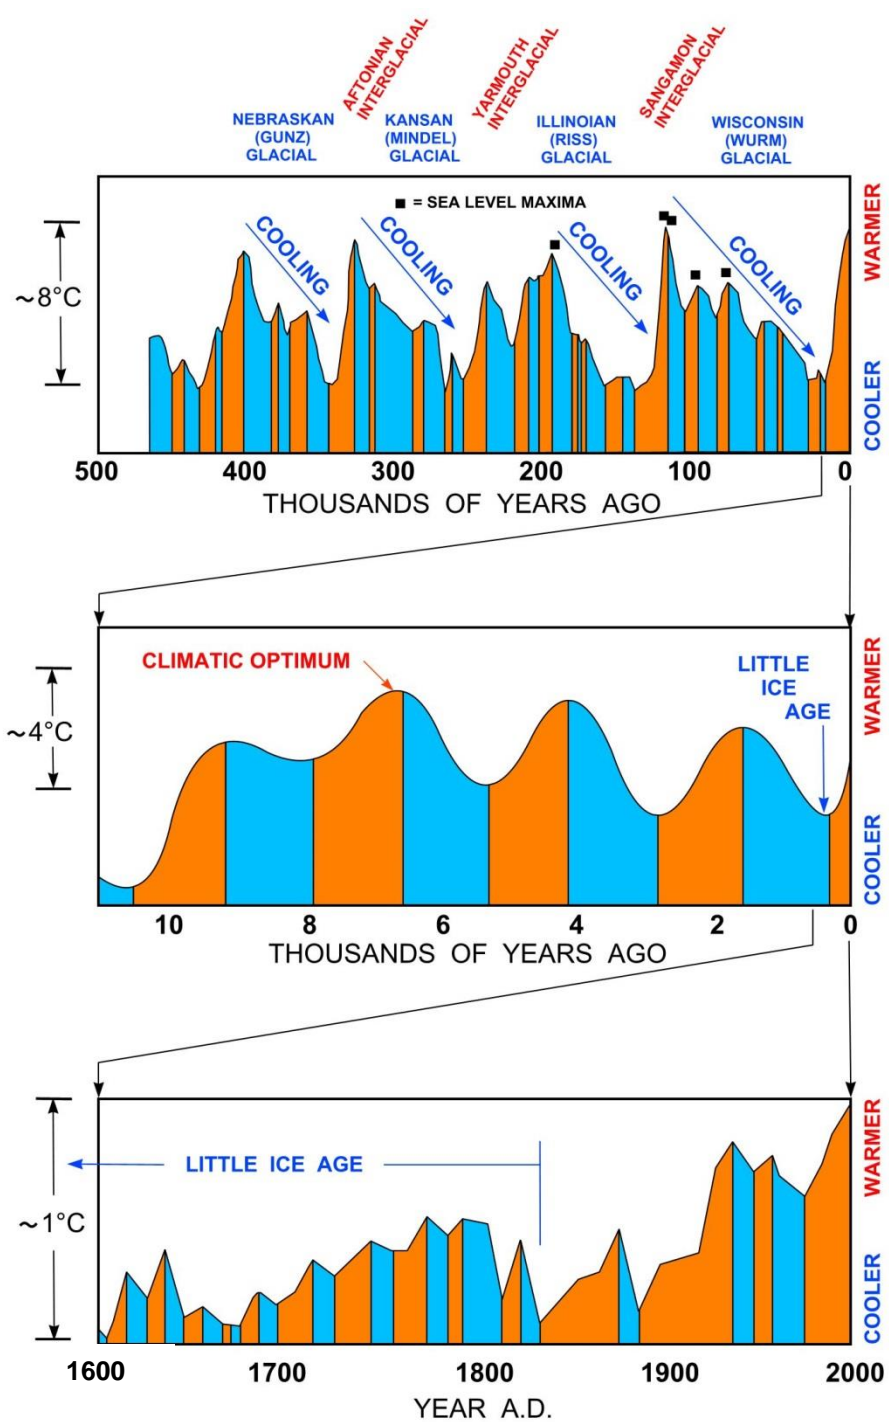 AFTONIAN
INTERGLACIAL
YARMOUTH
INTERGLACIAL
SANGAMON
INTERGLACIAL
NEBRASKAN
(GUNZ)
GLACIAL
KANSAN
(MINDEL)
GLACIAL
ILLINOIAN
(RISS)
GLACIAL
WISCONSIN
(WURM)
GLACIAL
■ = SEA LEVEL MAXIMA
COOLING
COOLING
COOLING
COOLING
~8°C
WARMER
COOLER
500 400 300 200 100 0
THOUSANDS OF YEARS AGO
CLIMATIC OPTIMUM
LITTLE
ICE
AGE
~4°C
WARMER
COOLER
10 8 6 4 2 0
THOUSANDS OF YEARS AGO
LITTLE ICE AGE
~1°C
WARMER
COOLER
1600 1700 1800 1900 2000
YEAR A.D.